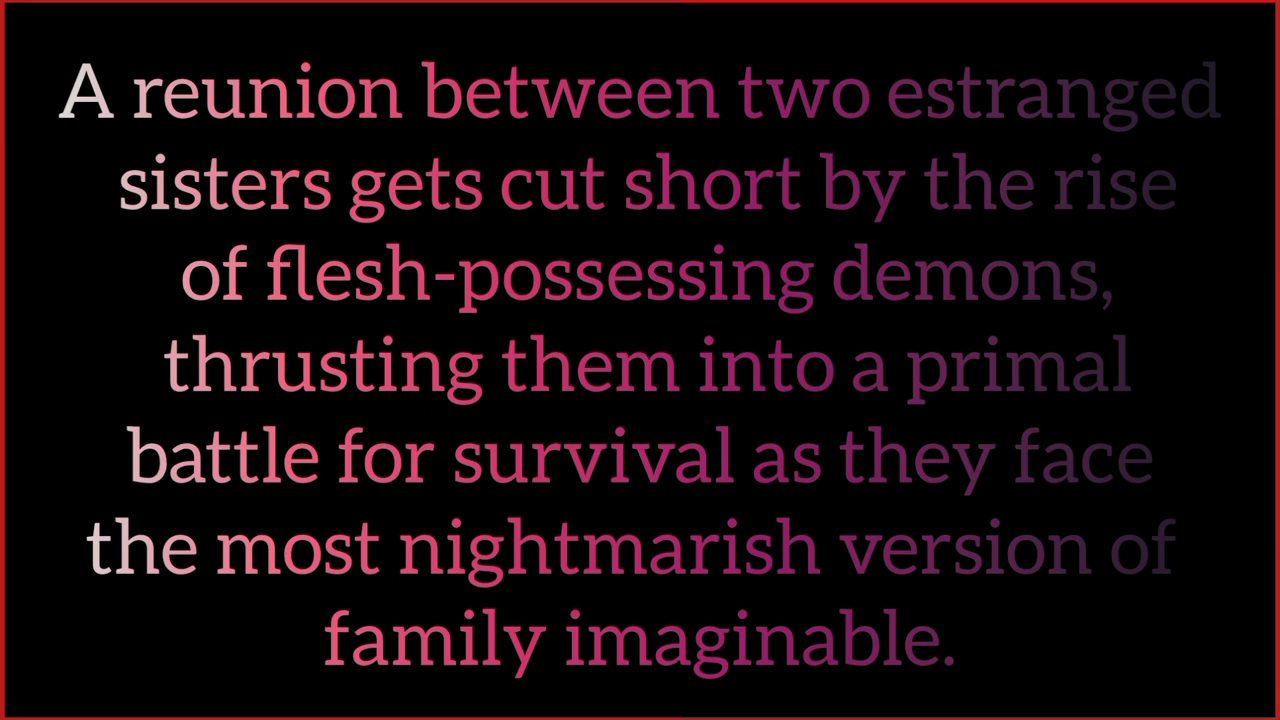 A reunion between two estranged
sisters gets cut short by the rise
of flesh-possessing demons,
thrusting them into a primal
battle for survival as they face
the most nightmarish version of
family imaginable.